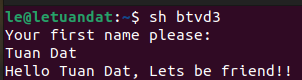 le@letuandat:~$ sh btvd3
Your first name please:
Tuan Dat
Hello Tuan Dat, Lets be friend!!